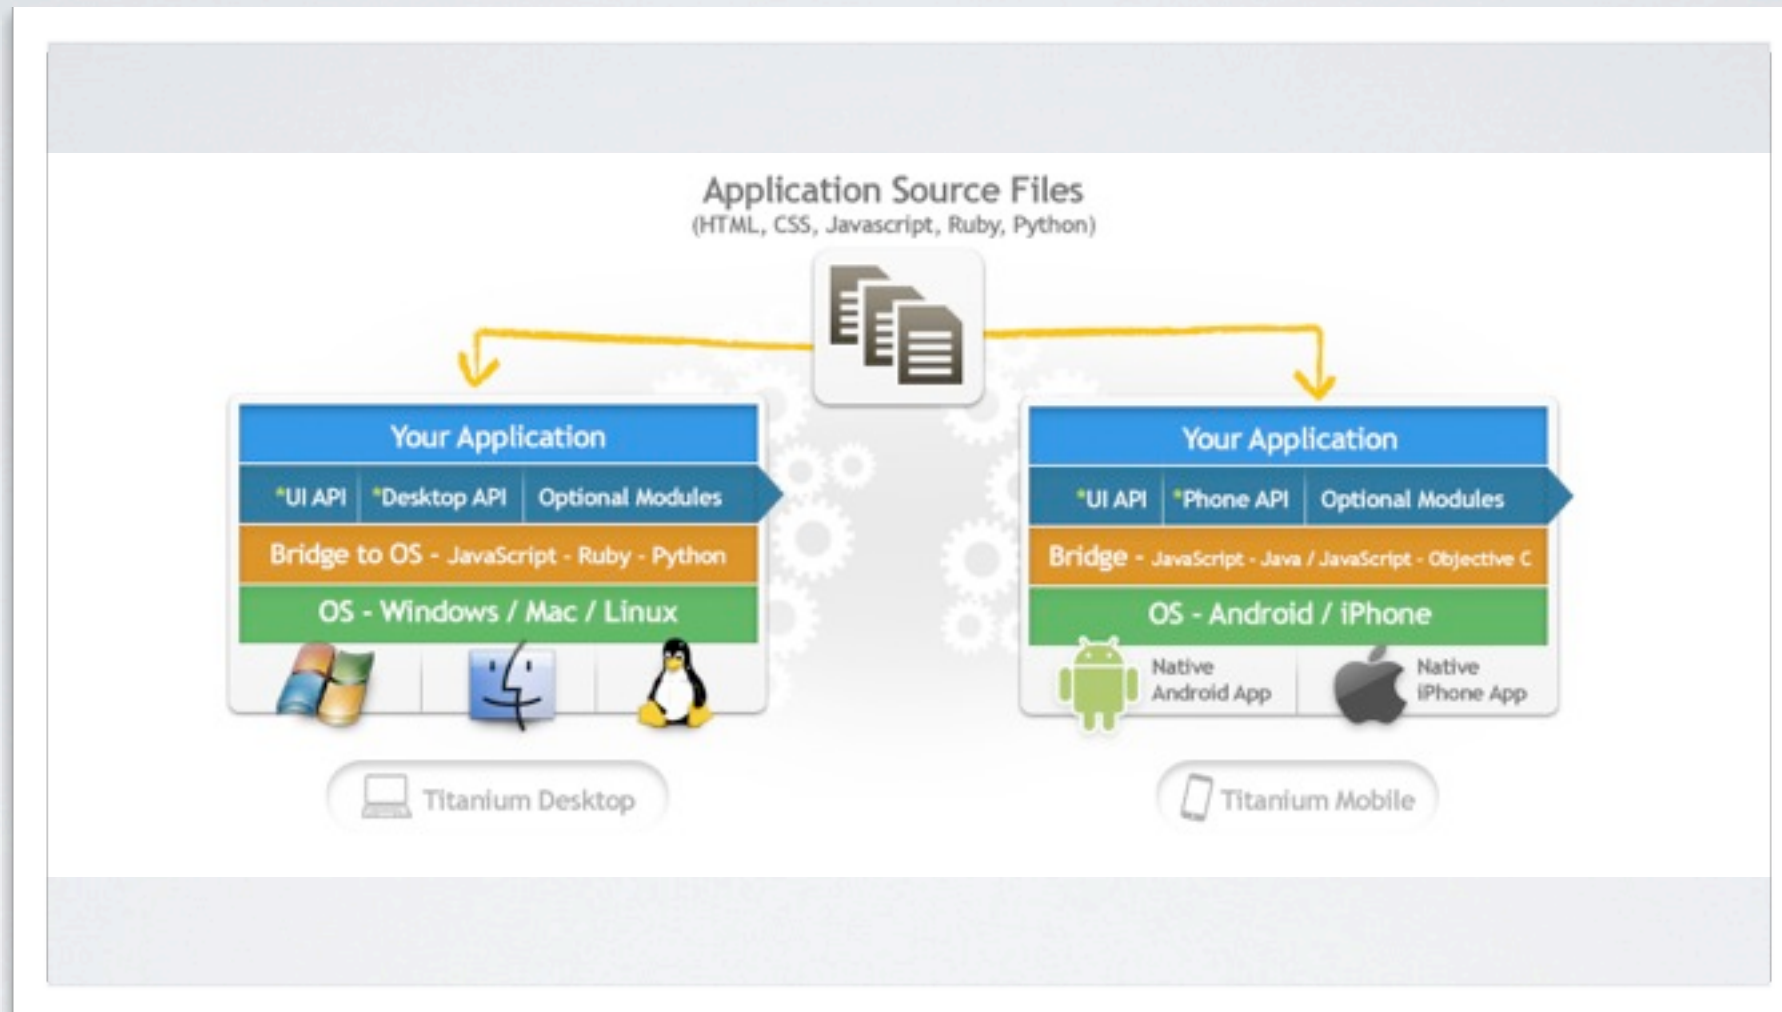 Application Source Files
(HTML, CSS, Javascript, Ruby, Python)
Your Application
*UI API *Desktop API Optional Modules
Bridge to OS - JavaScript - Ruby - Python
OS - Windows / Mac / Linux
Titanium Desktop
Your Application
*UI API *Phone API Optional Modules
Bridge - JavaScript - Java / JavaScript - Objective C
OS - Android / iPhone
Native
Android App
Native
iPhone App
Titanium Mobile